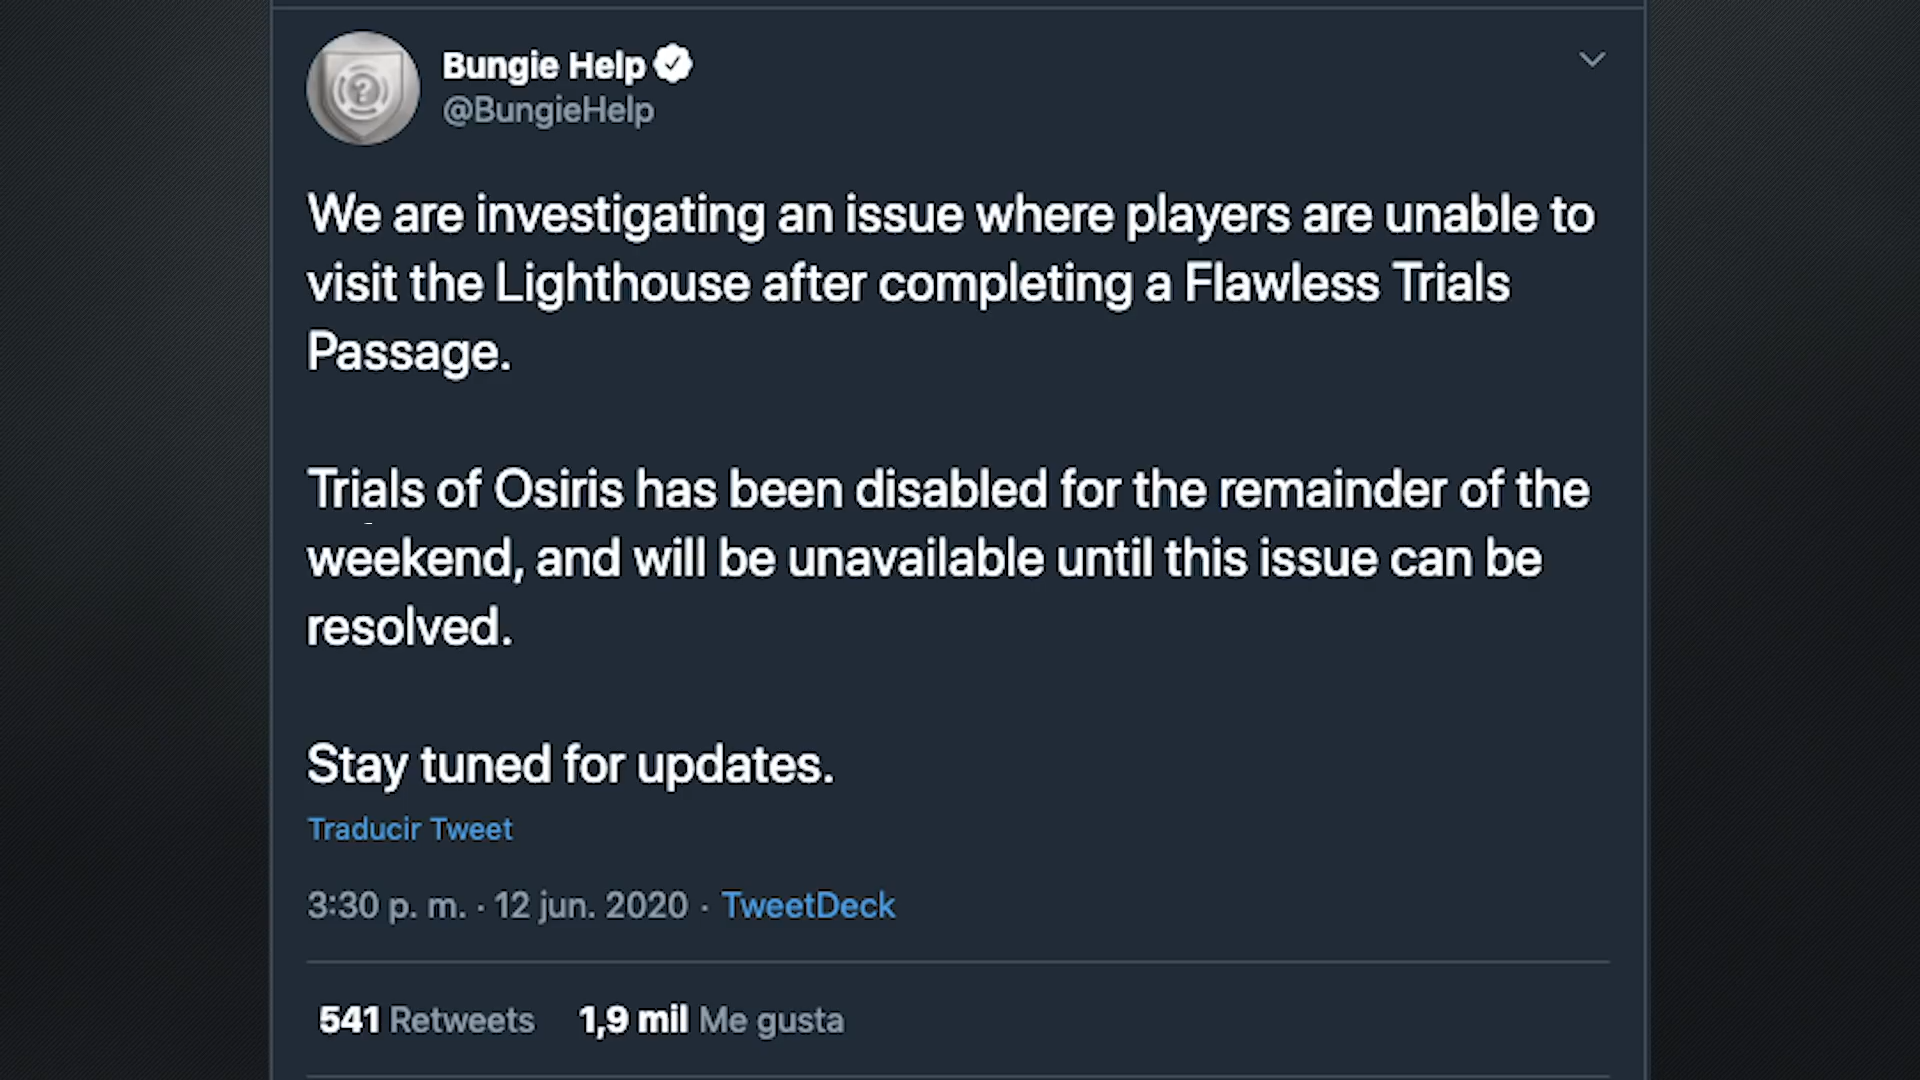 Bungie Help
@BungieHelp
We are investigating an issue where players are unable to
visit the Lighthouse after completing a Flawless Trials
Passage.
Trials of Osiris has been disabled for the remainder of the
weekend, and will be unavailable until this issue can be
resolved.
Stay tuned for updates.
Traducir Tweet
3:30 p. m. · 12 jun. 2020 · TweetDeck
541 Retweets 1,9 mil Me gusta